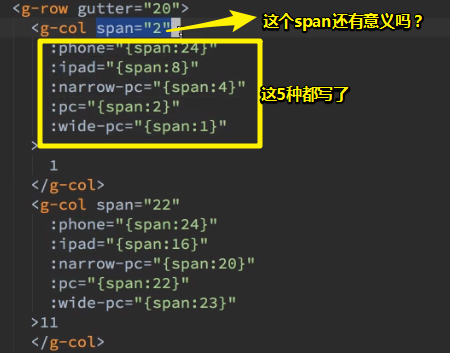 <g-row gutter="20">
<g-col span="2" 这个span还有意义吗？
:phone="{span:24}"
:ipad="{span:8}"
:narrow-pc="{span:4}" 这5种都写了
:pc="{span:2}"
:wide-pc="{span:1}"
>
1
</g-col>
<g-col span="22"
:phone="{span:24}"
:ipad="{span:16}"
:narrow-pc="{span:20}"
:pc="{span:22}"
:wide-pc="{span:23}"
>11
</g-col>